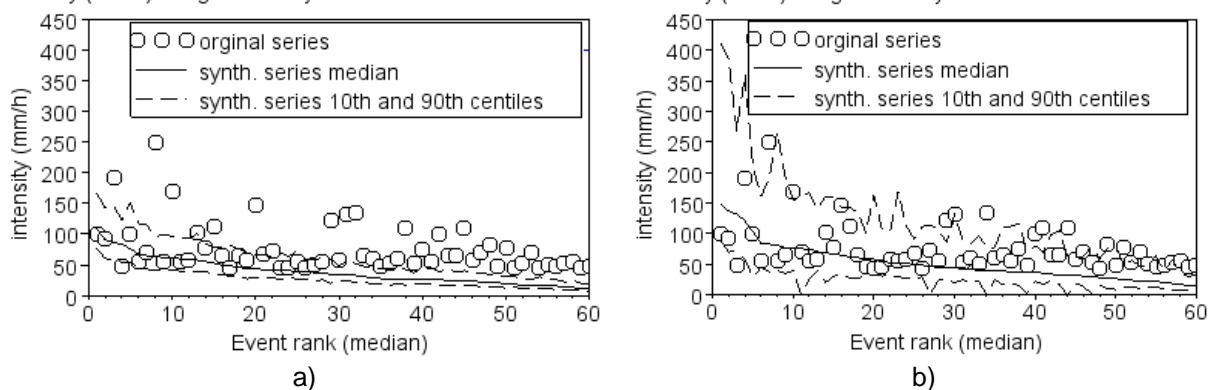 450
400
350
300
250
200
150
100
50
0
intensity (mm/h)
orginal series
synth. series median
synth. series 10th and 90th centiles
0 10 20 30 40 50 60
Event rank (median)
a)
450
400
350
300
250
200
150
100
50
0
intensity (mm/h)
orginal series
synth. series median
synth. series 10th and 90th centiles
0 10 20 30 40 50 60
Event rank (median)
b)